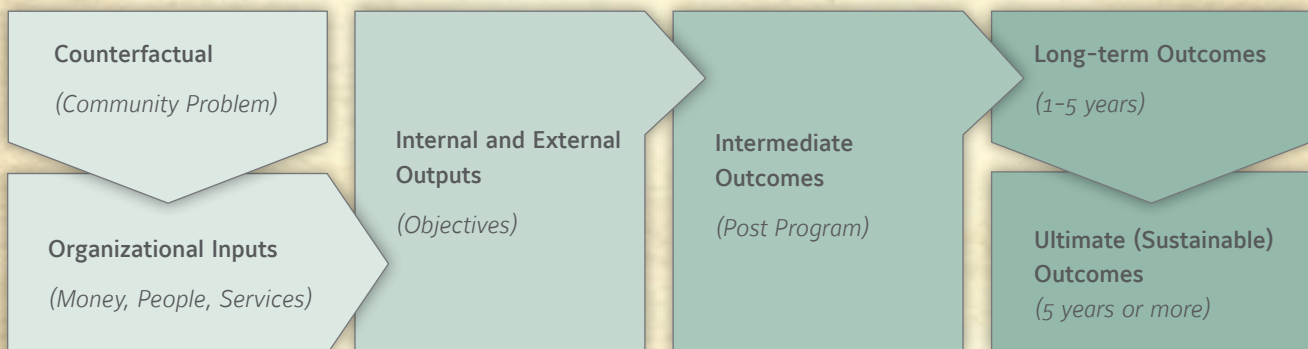 Counterfactual
(Community Problem)
Organizational Inputs
(Money, People, Services)
Internal and External
Outputs
(Objectives)
Intermediate
Outcomes
(Post Program)
Long-term Outcomes
(1-5 years)
Ultimate (Sustainable)
Outcomes
(5 years or more)